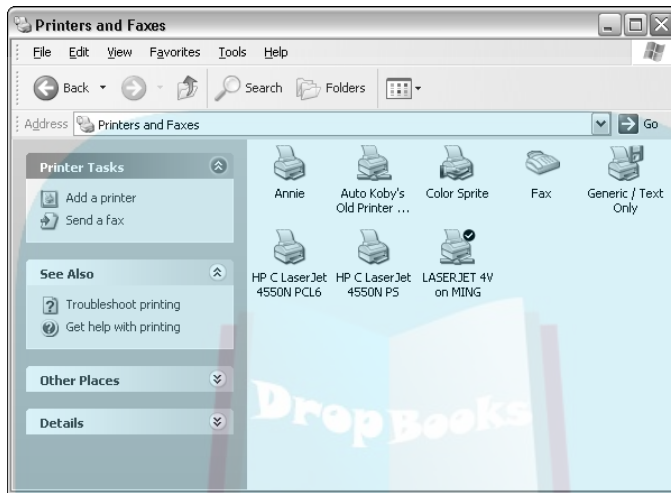 Printers and Faxes
File Edit View Favorites Tools Help
Back Search Folders
Address Printers and Faxes Go
Printer Tasks
Add a printer
Send a fax
See Also
Troubleshoot printing
Get help with printing
Other Places
Details
Annie
Auto Koby's
Old Printer ...
Color Sprite
Fax
Generic / Text
Only
HP C LaserJet
4550N PCL6
HP C LaserJet
4550N PS
LASERJET 4V
on MING
DropBooks